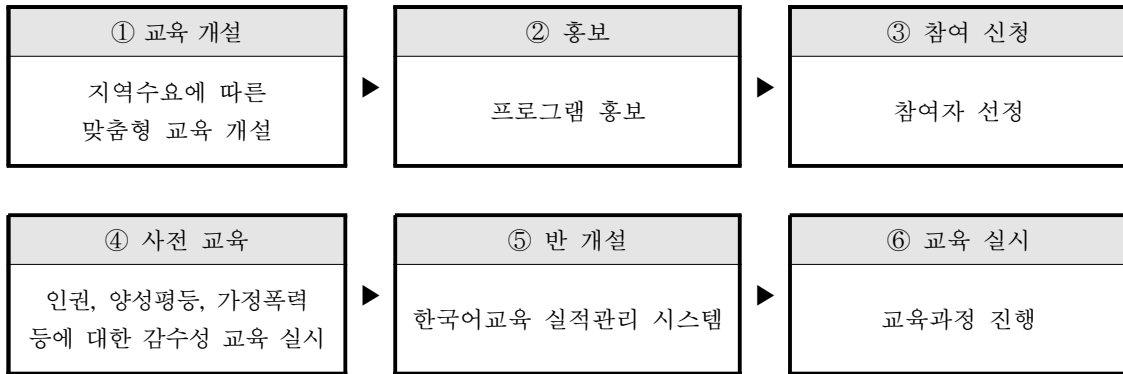 ① 교육 개설
지역수요에 따른
맞춤형 교육 개설
▶
② 홍보
프로그램 홍보
▶
③ 참여 신청
참여자 선정
④ 사전 교육
인권, 양성평등, 가정폭력
등에 대한 감수성 교육 실시
▶
⑤ 반 개설
한국어교육 실적관리 시스템
▶
⑥ 교육 실시
교육과정 진행